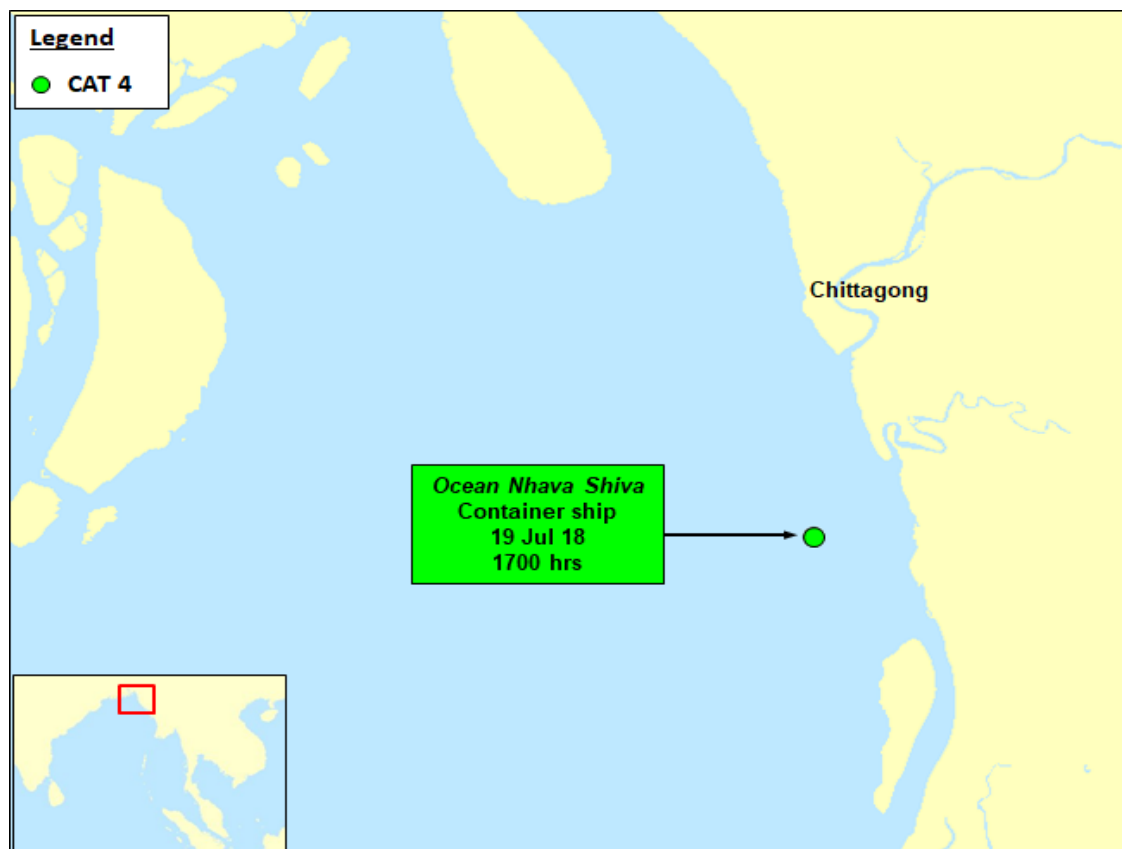 Legend
CAT 4
Chittagong
Ocean Nhava Shiva
Container ship
19 Jul 18
1700 hrs